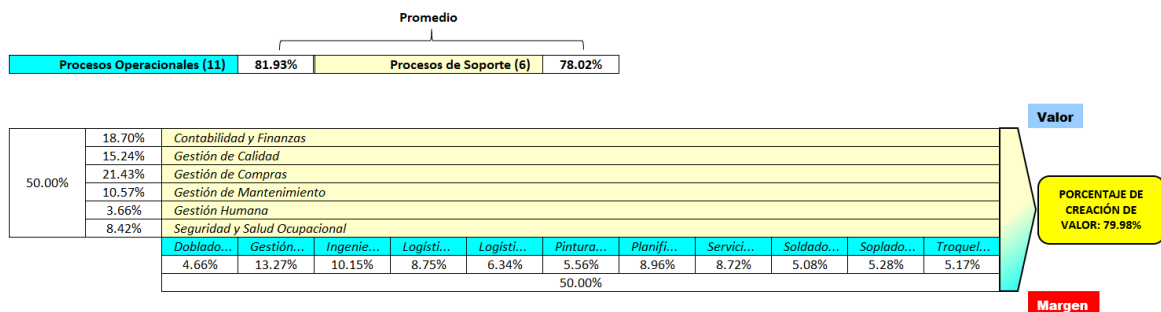 Promedio
Procesos Operacionales (11) 81.93% Procesos de Soporte (6) 78.02%
Valor
50.00%
18.70% Contabilidad y Finanzas
15.24% Gestión de Calidad
21.43% Gestión de Compras
10.57% Gestión de Mantenimiento
3.66% Gestión Humana
8.42% Seguridad y Salud Ocupacional
PORCENTAJE DE
CREACIÓN DE
VALOR: 79.98%
Doblado... Gestión... Ingenie... Logísti... Logísti... Pintura... Planifi... Servici... Soldado... Soplado... Troquel...
4.66% 13.27% 10.15% 8.75% 6.34% 5.56% 8.96% 8.72% 5.08% 5.28% 5.17%
50.00%
Margen